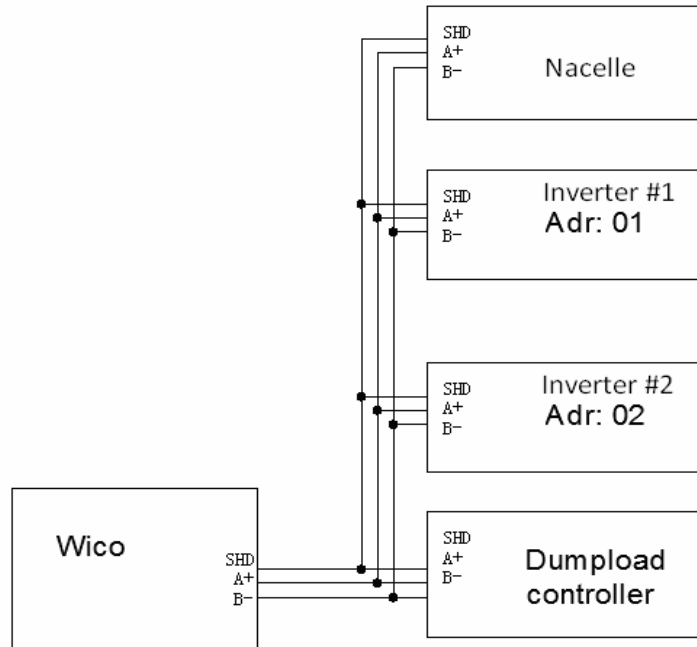 SHD
A+
B-
Nacelle
SHD
A+
B-
Inverter #1
Adr: 01
SHD
A+
B-
Inverter #2
Adr: 02
Wico
SHD
A+
B-
SHD
A+
B-
Dumpload
controller